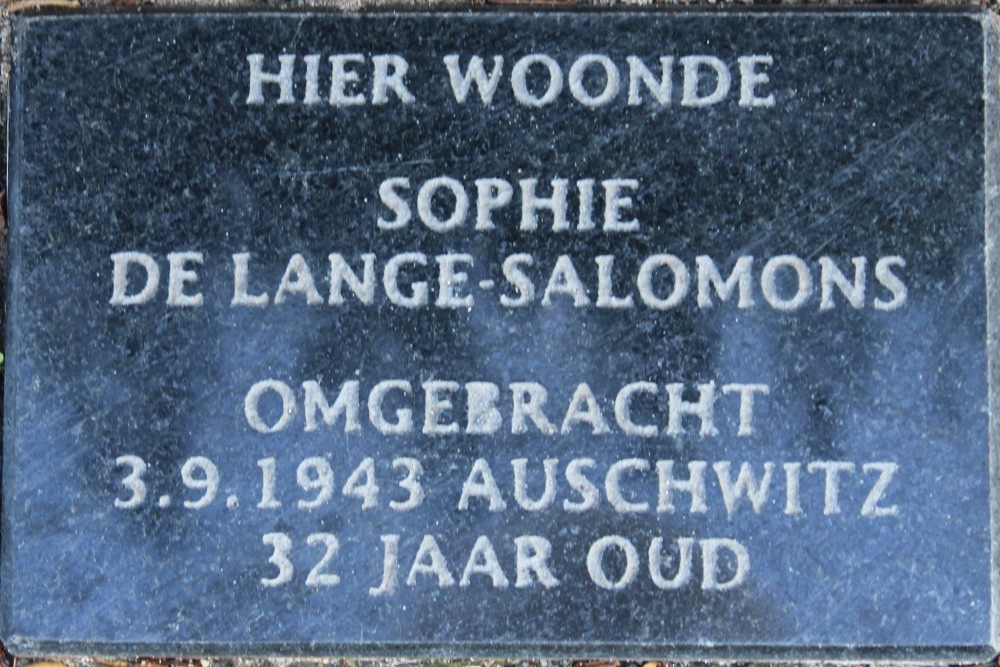 HIER WOONDE
SOPHIE
DE LANGE-SALOMONS
OMGEBRACHT
3.9.1943 AUSCHWITZ
32 JAAR OUD